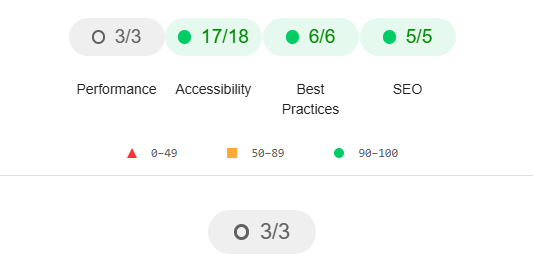 3/3 17/18 6/6 5/5
Performance Accessibility Best SEO
Practices
0–49 50–89 90–100
3/3